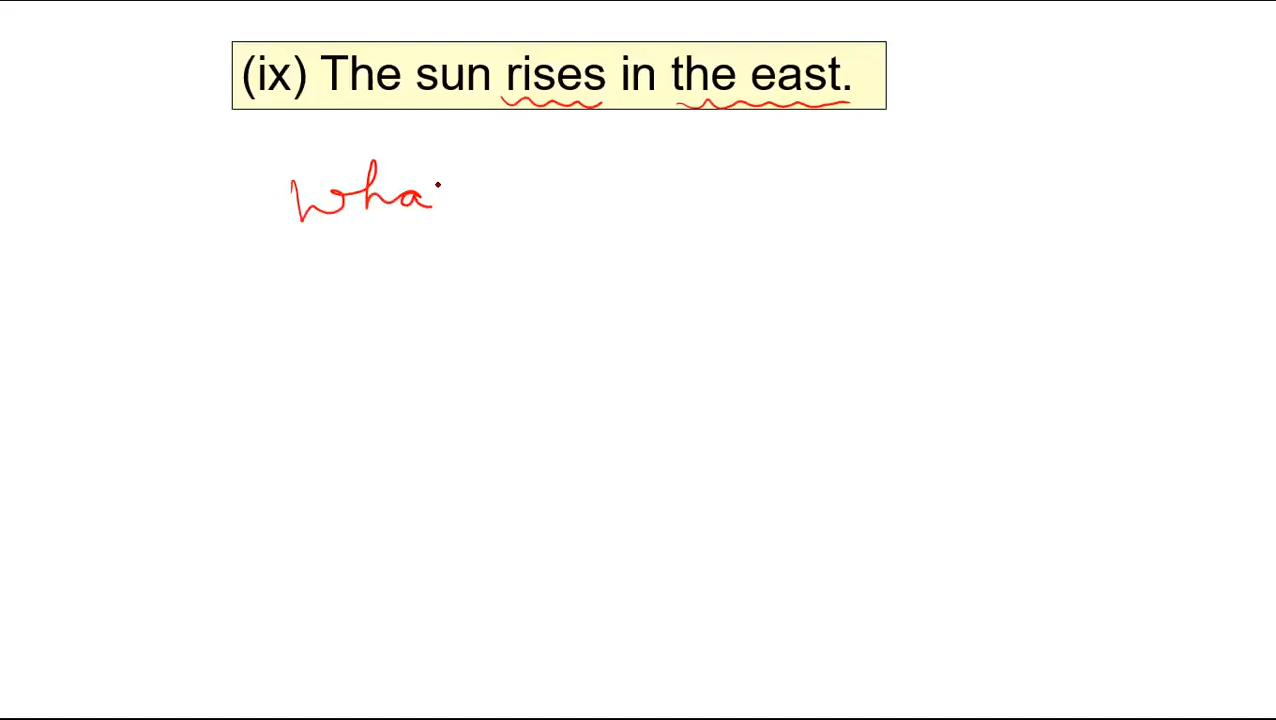 (ix) The sun rises in the east.
Wha